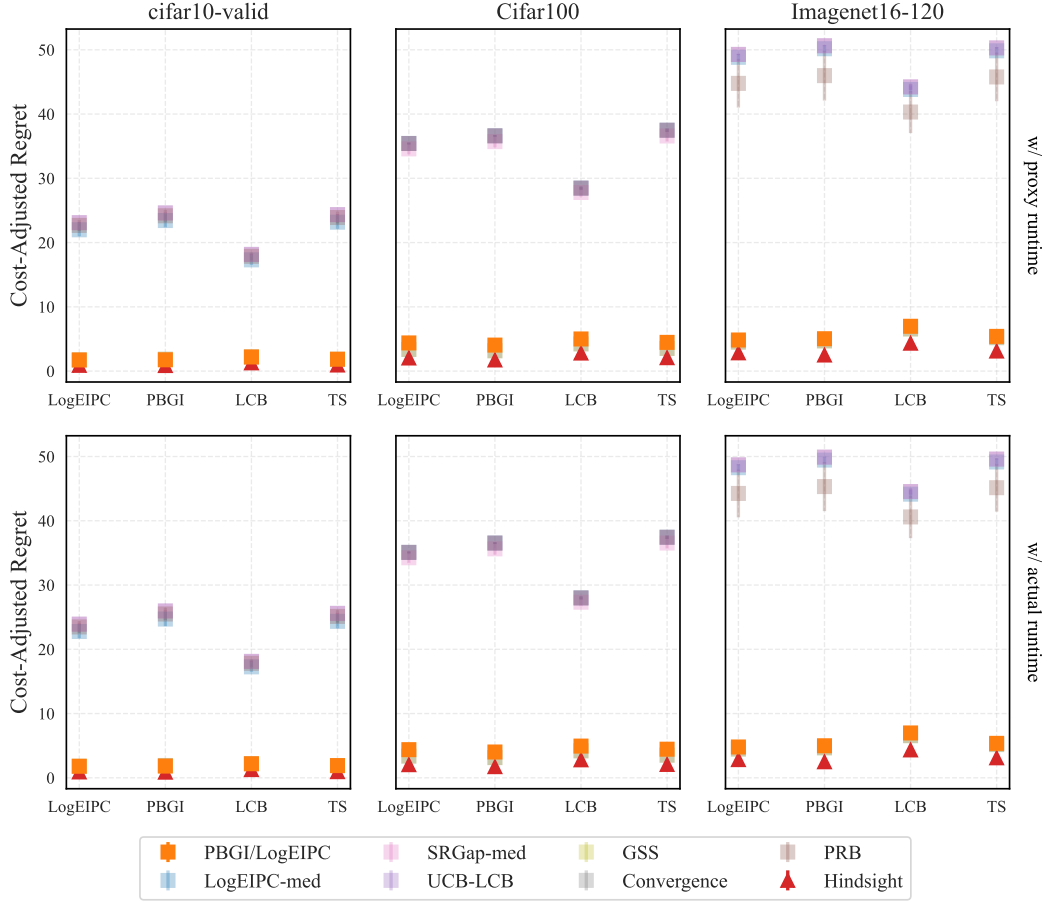 cifar10-valid
Cifar100
Imagenet16-120
Cost-Adjusted Regret
50
40
30
20
10
0
LogEIPC PBGI LCB TS
LogEIPC PBGI LCB TS
LogEIPC PBGI LCB TS
w/ proxy runtime
Cost-Adjusted Regret
50
40
30
20
10
0
LogEIPC PBGI LCB TS
LogEIPC PBGI LCB TS
LogEIPC PBGI LCB TS
w/ actual runtime
PBGI/LogEIPC SRGap-med GSS PRB
LogEIPC-med UCB-LCB Convergence Hindsight